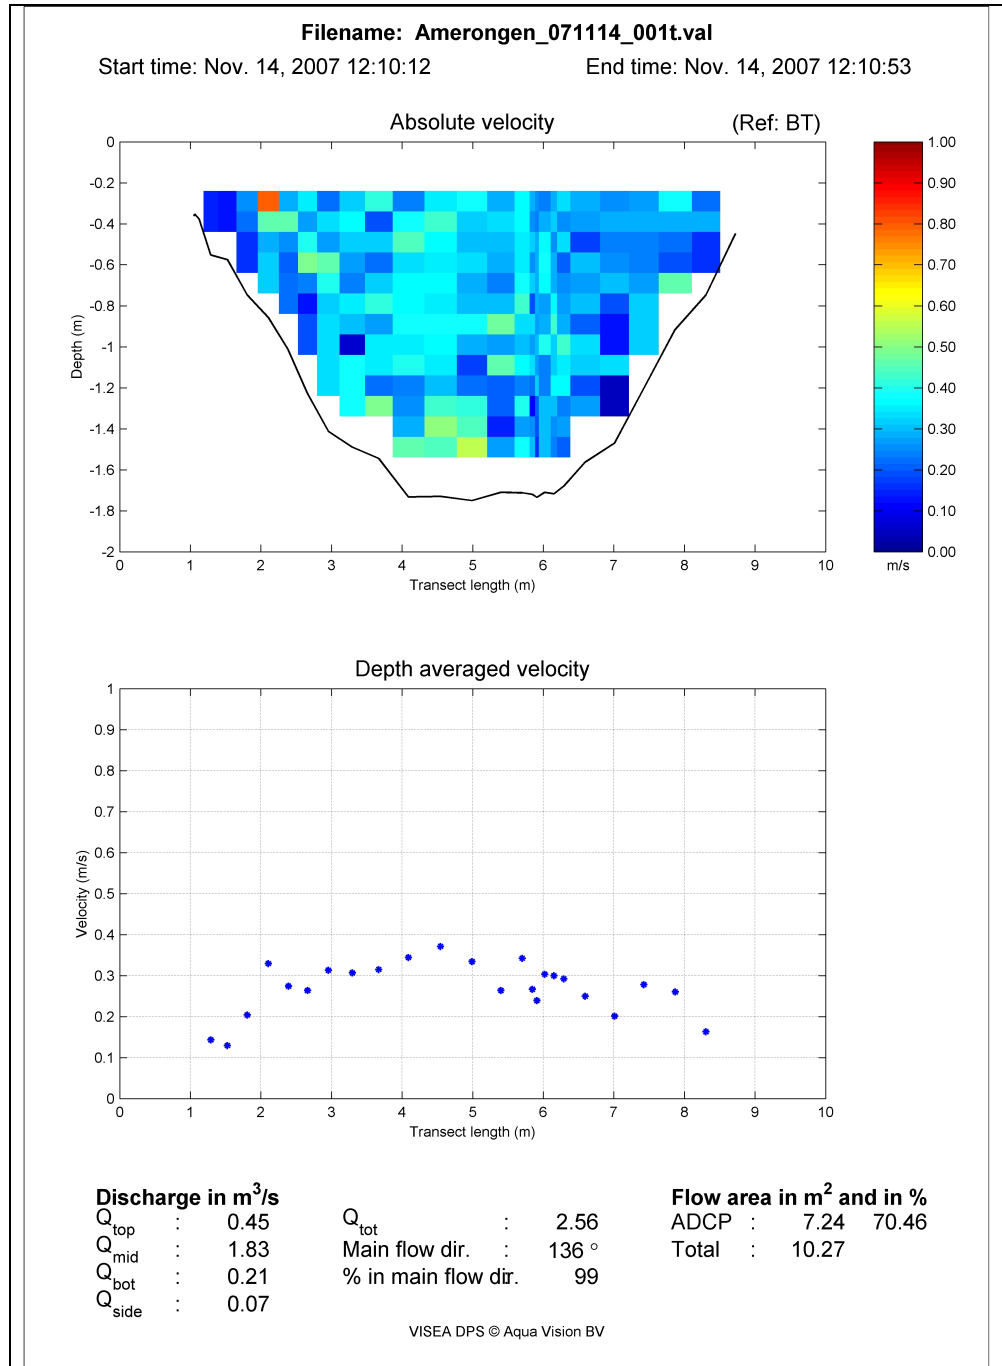 Filename: Amerongen_071114_001t.val
Start time: Nov. 14, 2007 12:10:12 End time: Nov. 14, 2007 12:10:53
Absolute velocity (Ref: BT)
0
-0.2
-0.4
-0.6
-0.8
-1
-1.2
-1.4
-1.6
-1.8
-2
Depth (m)
0 1 2 3 4 5 6 7 8 9 10
Transect length (m)
1.00
0.90
0.80
0.70
0.60
0.50
0.40
0.30
0.20
0.10
0.00
m/s
Depth averaged velocity
1
0.9
0.8
0.7
0.6
0.5
0.4
0.3
0.2
0.1
0
Velocity (m/s)
0 1 2 3 4 5 6 7 8 9 10
Transect length (m)
Discharge in m³/s
Qtop : 0.45
Qmid : 1.83
Qbot : 0.21
Qside : 0.07
Qtot : 2.56
Main flow dir. : 136 °
% in main flow dir. 99
Flow area in m² and in %
ADCP : 7.24 70.46
Total : 10.27
VISEA DPS © Aqua Vision BV